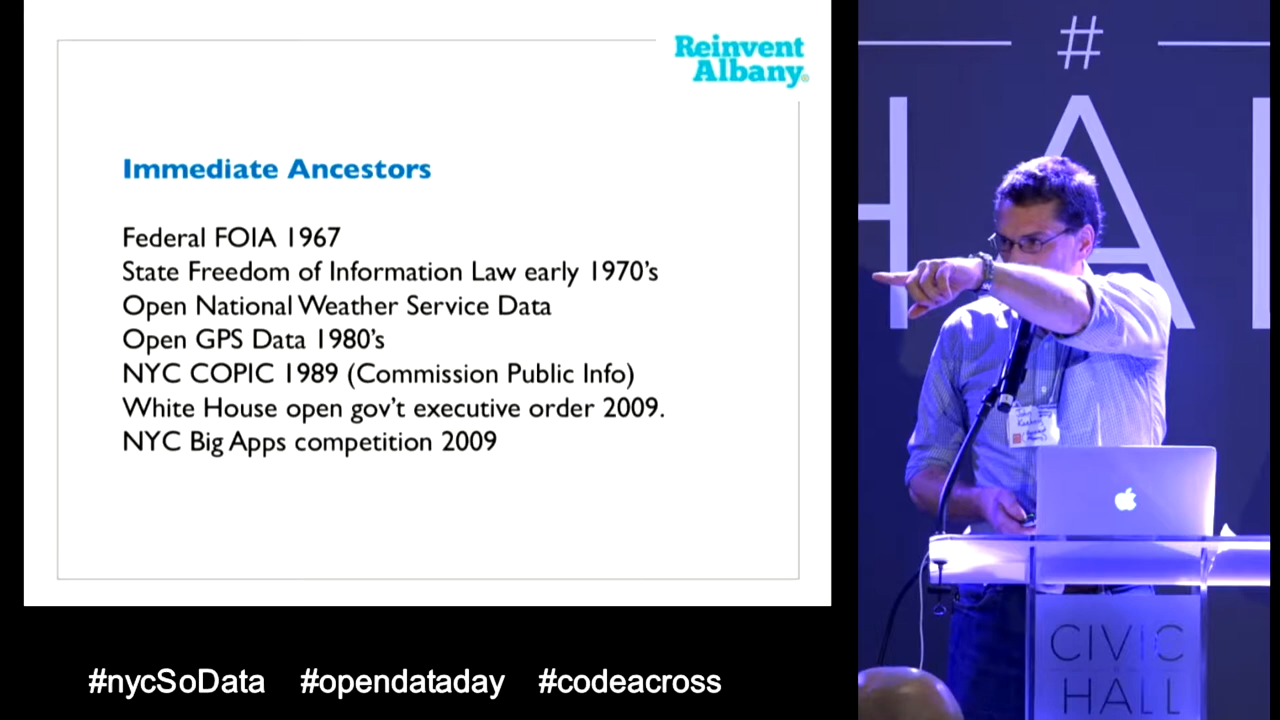 Reinvent
Albany
Immediate Ancestors
Federal FOIA 1967
State Freedom of Information Law early 1970's
Open National Weather Service Data
Open GPS Data 1980's
NYC COPIC 1989 (Commission Public Info)
White House open gov't executive order 2009.
NYC Big Apps competition 2009
#nycSoData #opendataday #codeacross
#
HA
CIVIC
HALL